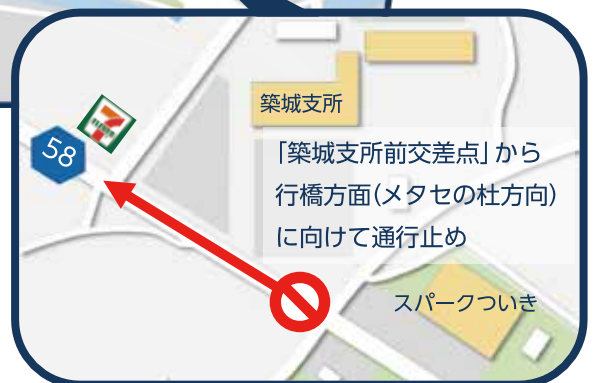 築城支所
58
「築城支所前交差点」から
行橋方面(メタセの杜方向)
に向けて通行止め
スパークついき